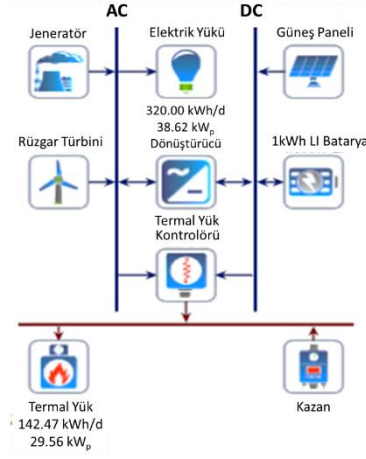 AC
DC
Jeneratör
Elektrik Yükü
Güneş Paneli
320.00 kWh/d
38.62 kWp
Rüzgar Türbini
Dönüştürücü
1kWh LI Batarya
Termal Yük
Kontrolörü
Termal Yük
142.47 kWh/d
29.56 kWp
Kazan